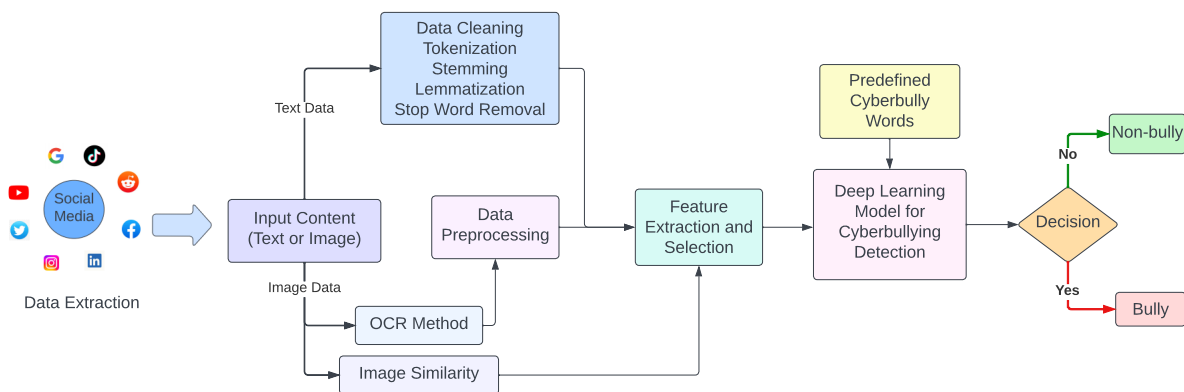 Data Cleaning
Tokenization
Stemming
Lemmatization
Stop Word Removal
Text Data
Predefined
Cyberbully
Words
Non-bully
No
Social
Media
Input Content
(Text or Image)
Data
Preprocessing
Feature
Extraction and
Selection
Deep Learning
Model for
Cyberbullying
Detection
Decision
Image Data
Data Extraction
OCR Method
Yes
Bully
Image Similarity